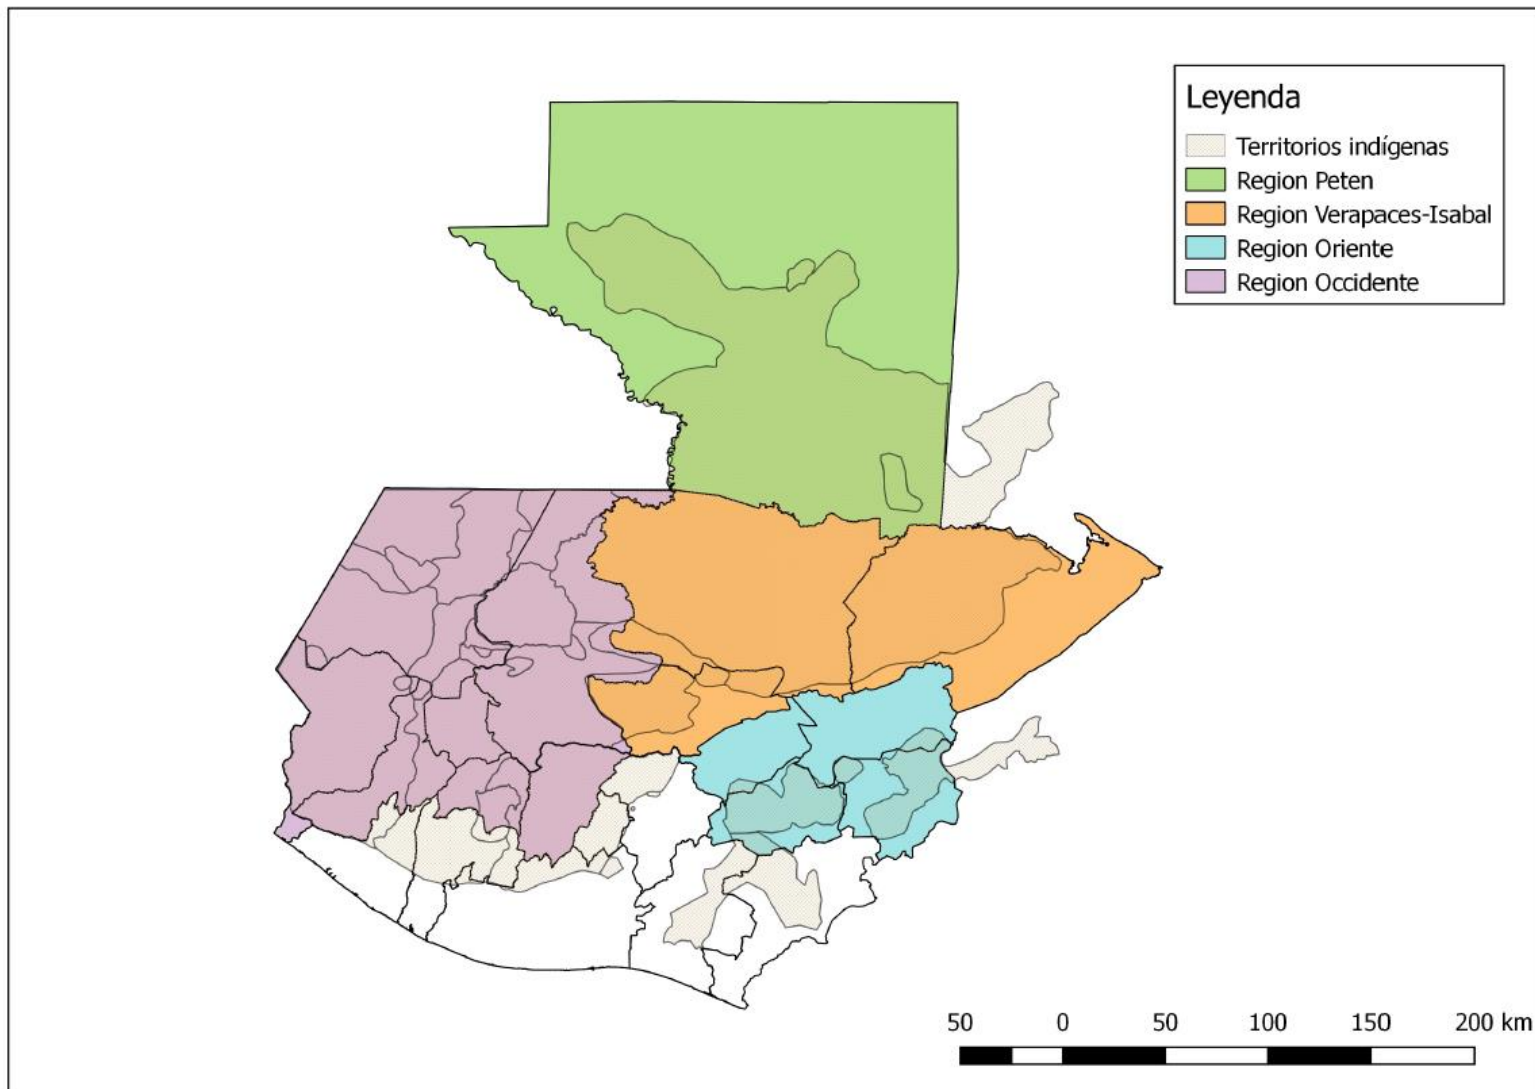 Leyenda
Territorios indígenas
Region Peten
Region Verapaces-Isabal
Region Oriente
Region Occidente
50 0 50 100 150 200 km